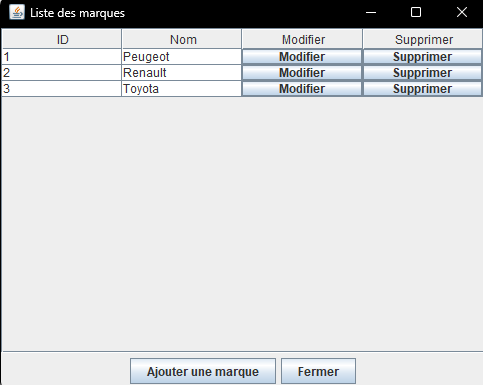 Liste des marques
ID Nom Modifier Supprimer
1 Peugeot Modifier Supprimer
2 Renault Modifier Supprimer
3 Toyota Modifier Supprimer
Ajouter une marque Fermer